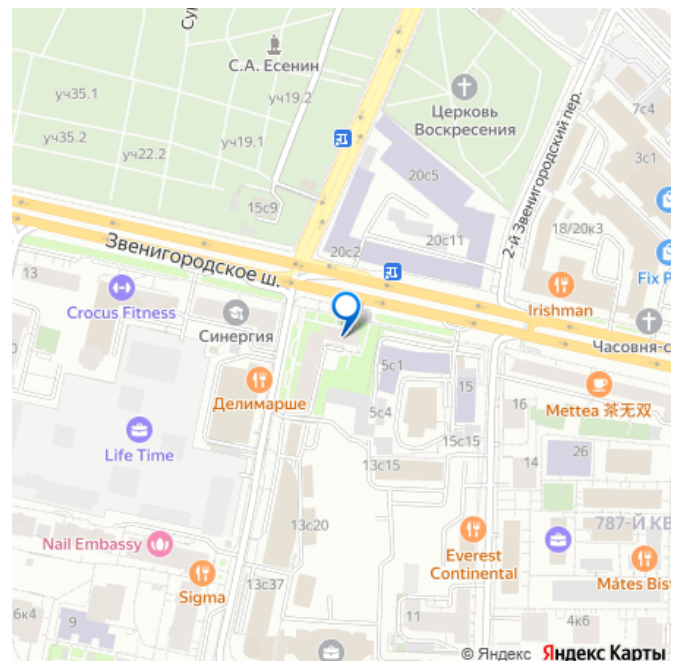 Су
С.А. Есенин
уч35.1
уч19.2
Церковь
Воскресения
7с4
уч35.2
уч22.2
уч19.1
2-й Звенигородский пер.
3с1
20с5
15с9
18/20к3
20с2
20с11
Звенигородское ш.
13
Fix P
Crocus Fitness
Irishman
Синергия
Часовня-с
5с1
Делимарше
15
Mettea 茶无双
5с4
16
15с15
Life Time
13с15
14
26
13с20
787-Й КВ
Nail Embassy
Everest
Continental
Sigma
13с37
Mátes Bis
6к4
9
11
4к6
© Яндекс Яндекс Карты